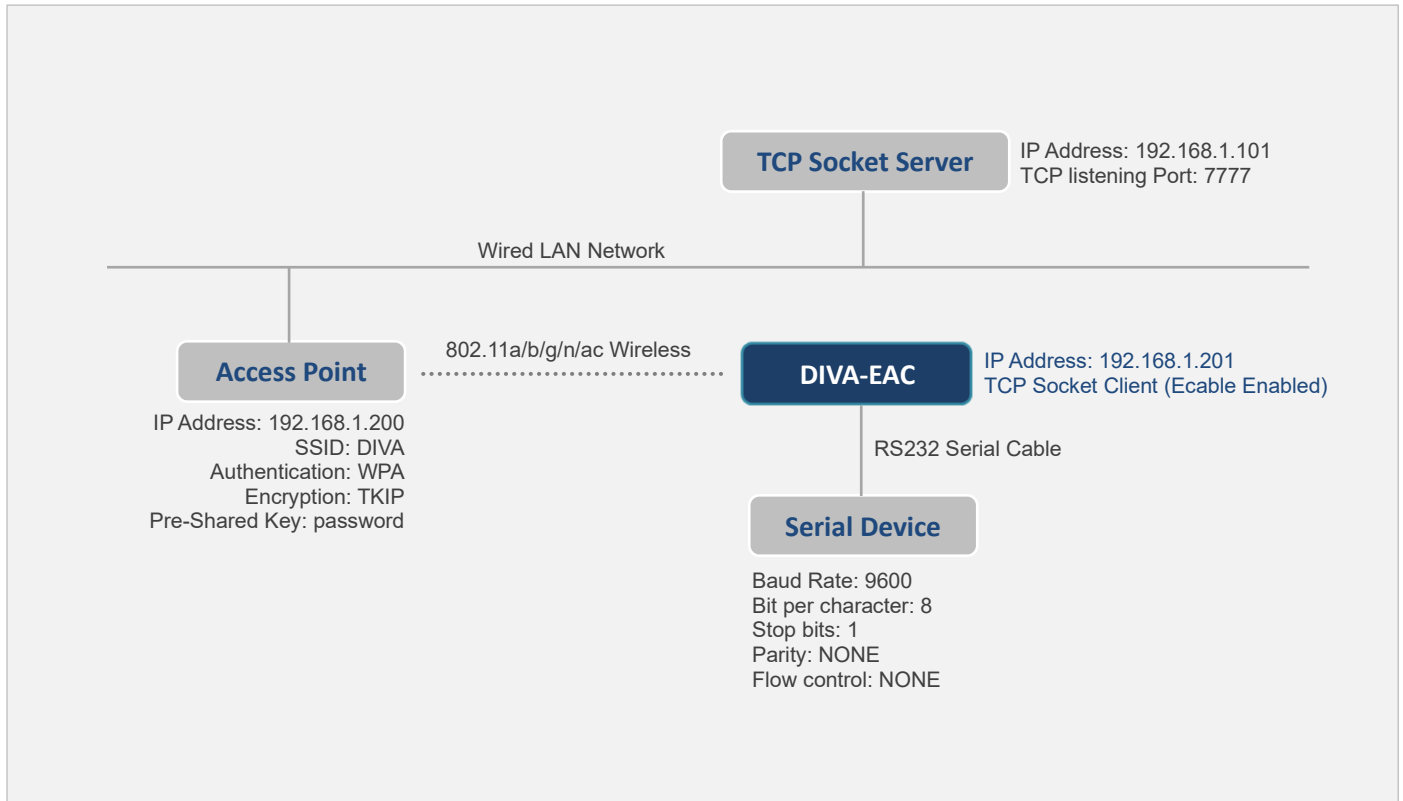 TCP Socket Server
IP Address: 192.168.1.101
TCP listening Port: 7777
Wired LAN Network
Access Point
802.11a/b/g/n/ac Wireless
DIVA-EAC
IP Address: 192.168.1.201
TCP Socket Client (Ecable Enabled)
IP Address: 192.168.1.200
SSID: DIVA
Authentication: WPA
Encryption: TKIP
Pre-Shared Key: password
RS232 Serial Cable
Serial Device
Baud Rate: 9600
Bit per character: 8
Stop bits: 1
Parity: NONE
Flow control: NONE